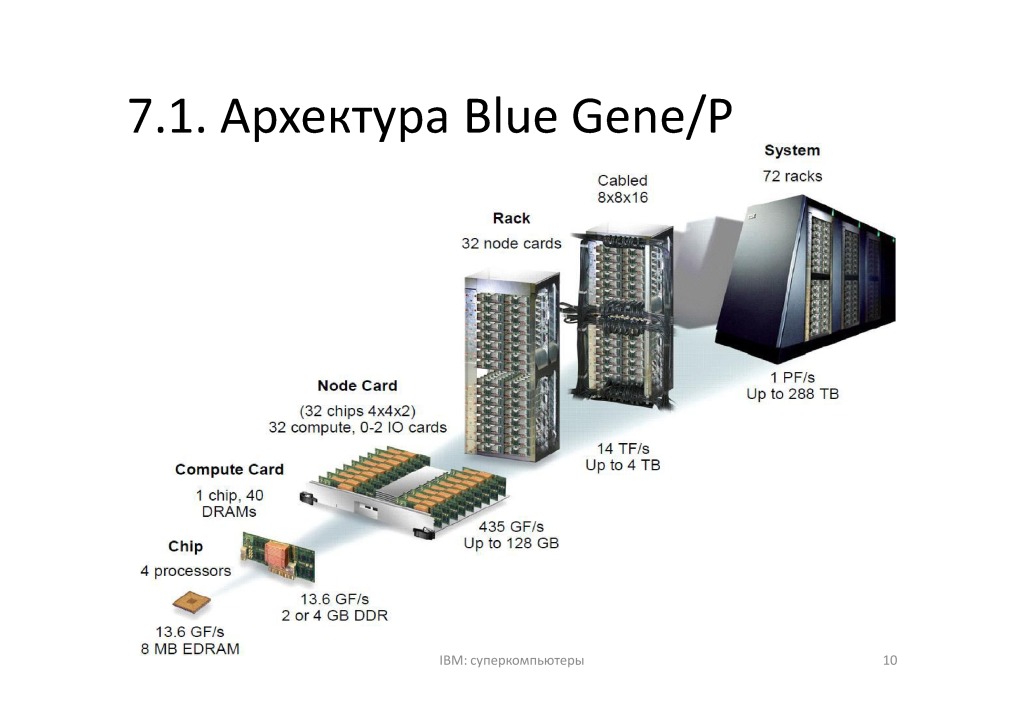 7.1. Архектура Blue Gene/P
System
72 racks
Cabled
8x8x16
Rack
32 node cards
1 PF/s
Up to 288 TB
Node Card
(32 chips 4x4x2)
32 compute, 0-2 IO cards
14 TF/s
Up to 4 TB
Compute Card
1 chip, 40
DRAMs
435 GF/s
Up to 128 GB
Chip
4 processors
13.6 GF/s
2 or 4 GB DDR
13.6 GF/s
8 MB EDRAM
IBM: суперкомпьютеры
10